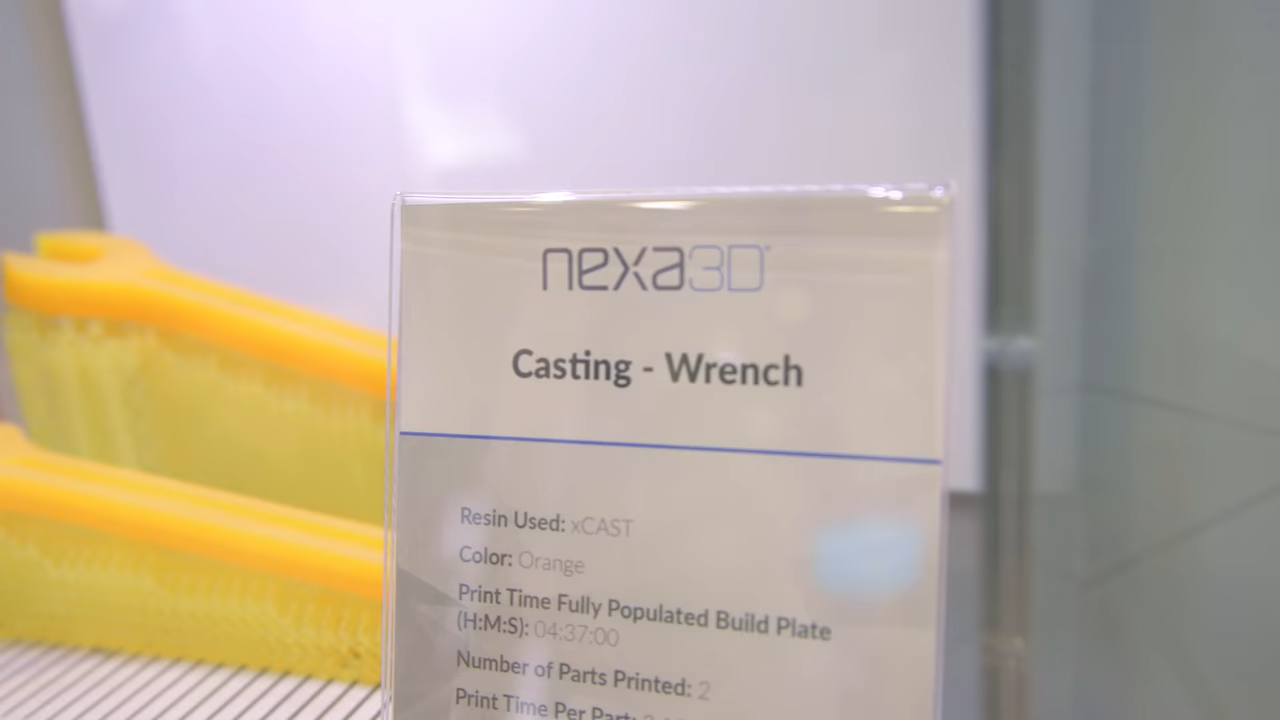 nexa3D
Casting - Wrench
Resin Used: xCAST
Color: Orange
Print Time Fully Populated Build Plate
(H:M:S): 04:37:00
Number of Parts Printed: 2
Print Time Per Part: